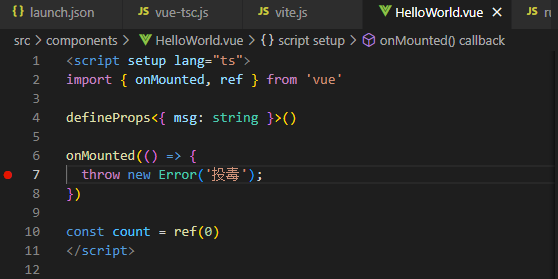 launch.json JS vue-tsc.js JS vite.js HelloWorld.vue JS
src > components > HelloWorld.vue > {} script setup > onMounted() callback
1 <script setup lang="ts">
2 import { onMounted, ref } from 'vue'
3
4 defineProps<{ msg: string }>()
5
6 onMounted(() => {
7 throw new Error('投毒');
8 })
9
10 const count = ref(0)
11 </script>
12